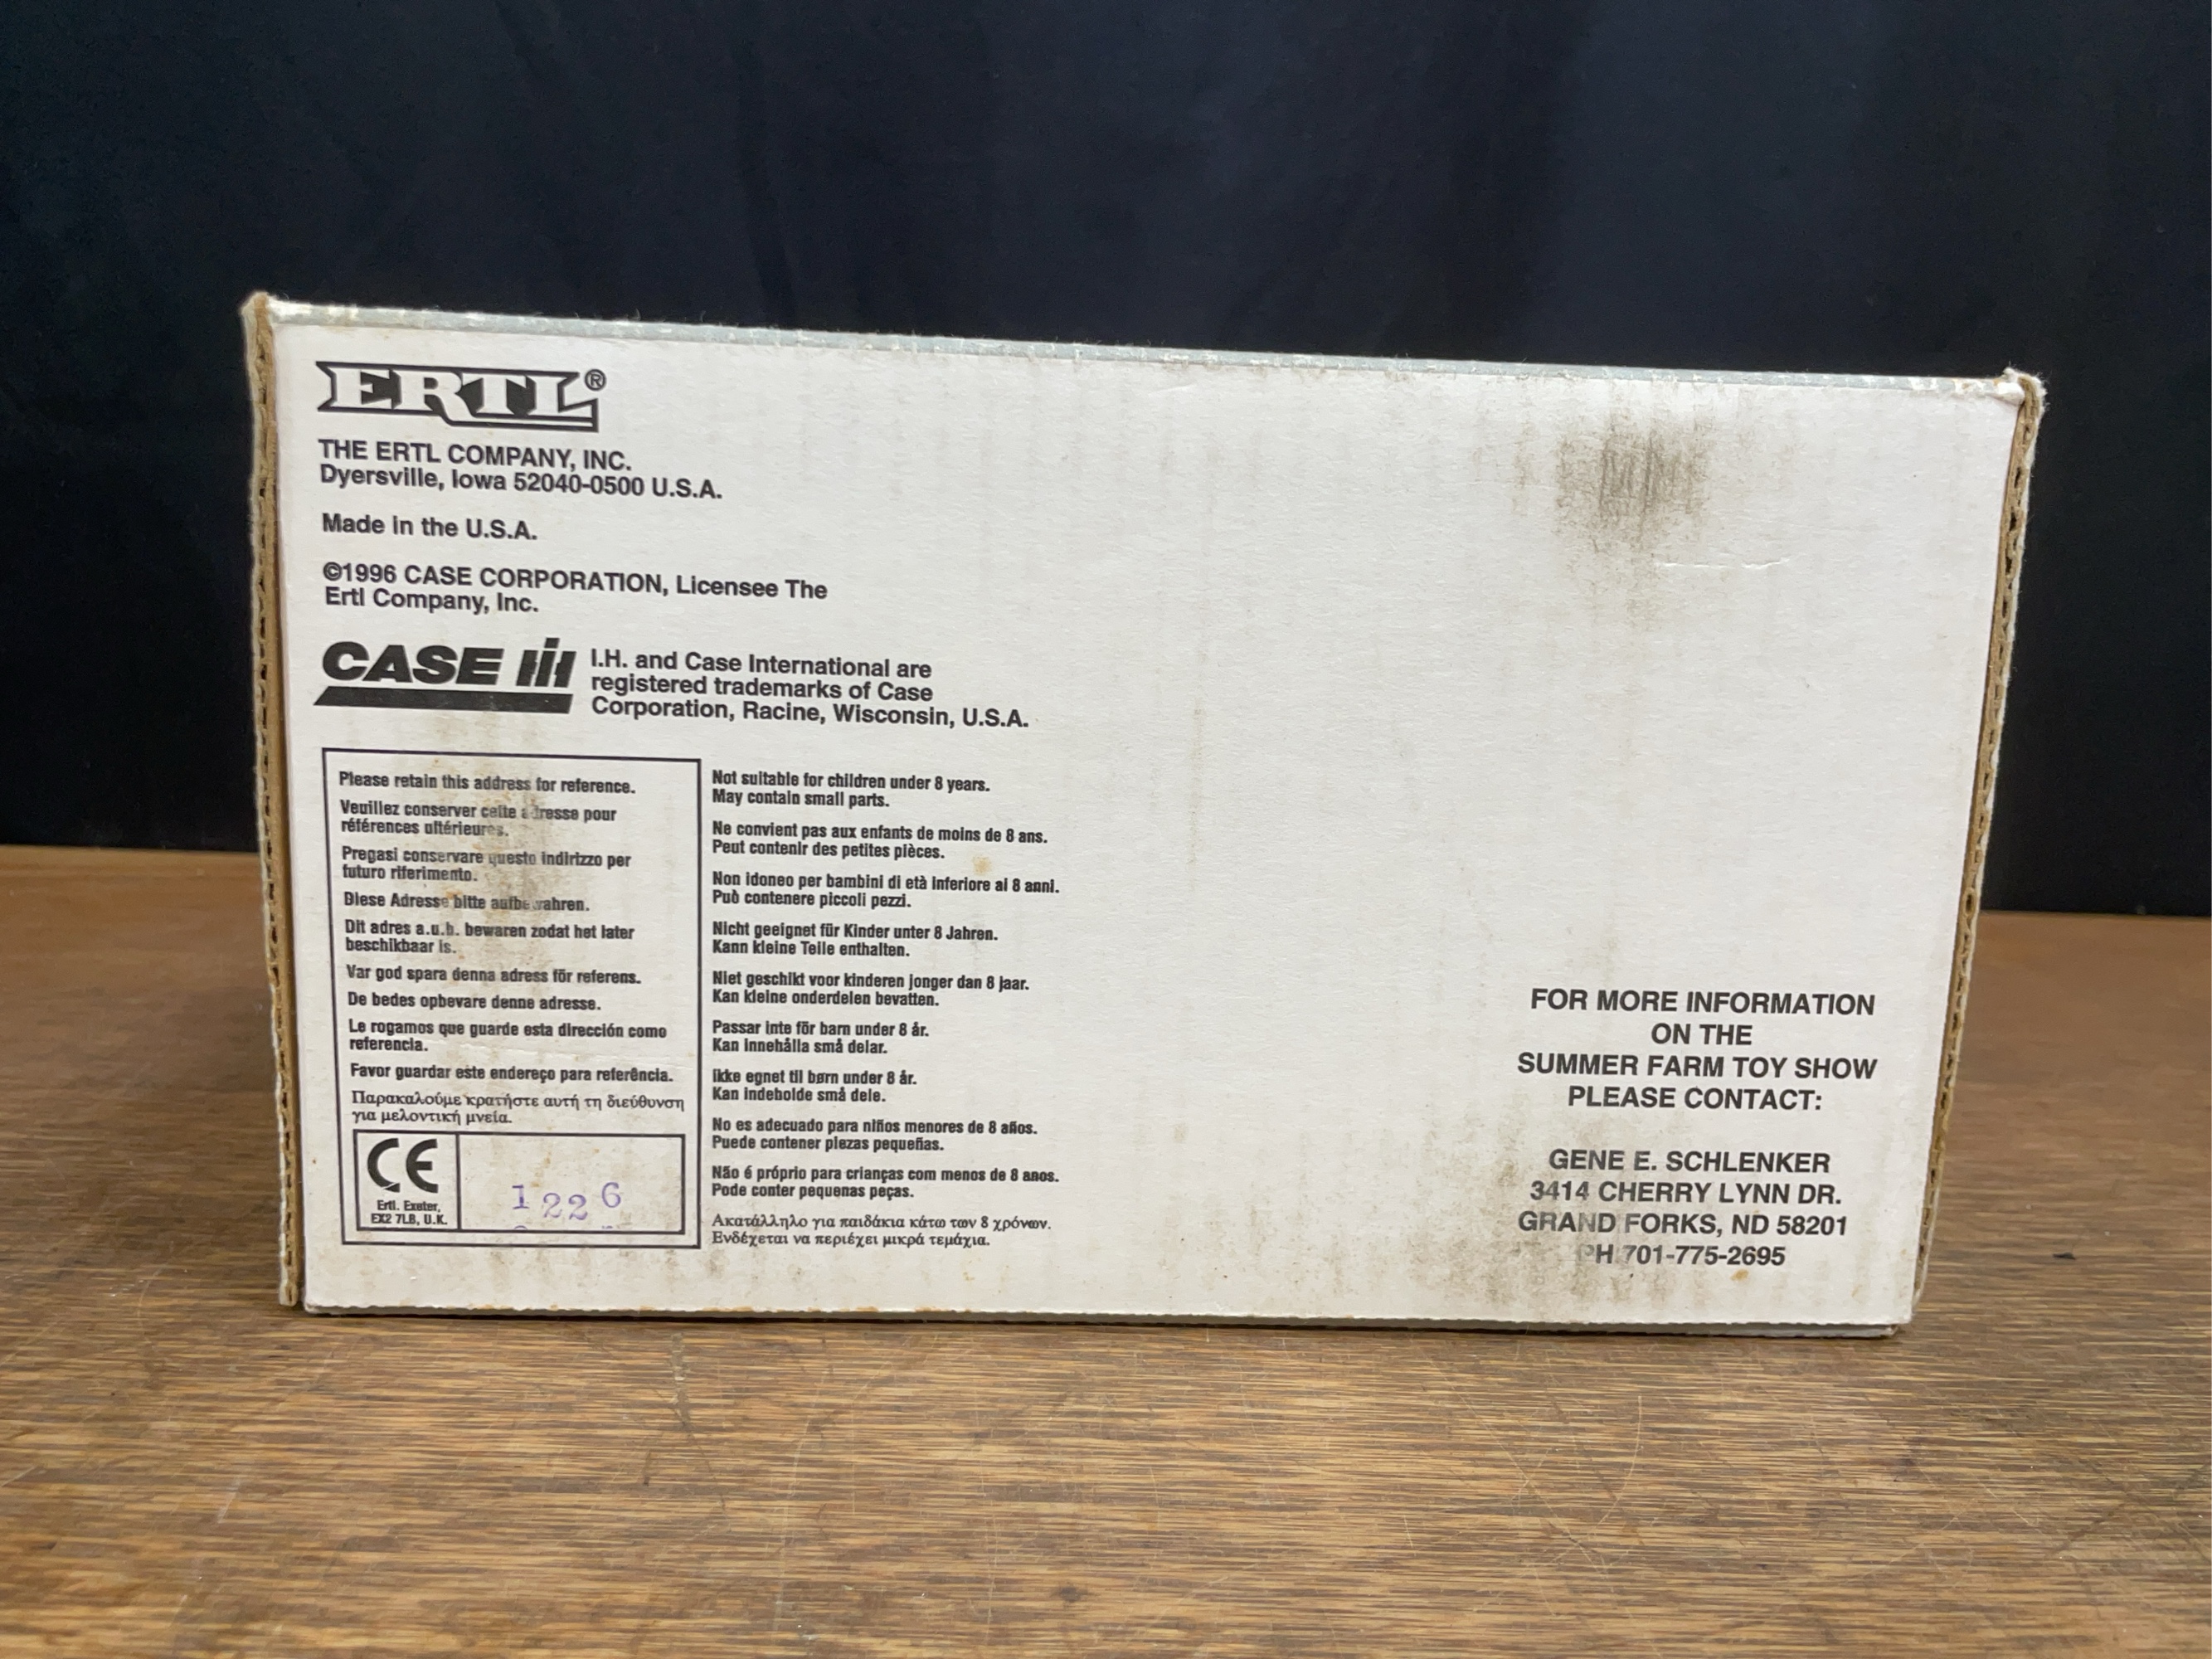 ERTL®
THE ERTL COMPANY, INC.
Dyersville, Iowa 52040-0500 U.S.A.
Made in the U.S.A.
©1996 CASE CORPORATION, Licensee The
Ertl Company, Inc.
CASE IH
I.H. and Case International are
registered trademarks of Case
Corporation, Racine, Wisconsin, U.S.A.
Please retain this address for reference.
Veuillez conserver cette adresse pour
références ultérieures.
Pregasi conservare questo indirizzo per
futuro riferimento.
Diese Adresse bitte aufbewahren.
Dit adres a.u.b. bewaren zodat het later
beschikbaar is.
Var god spara denna adress för referens.
De bedes opbevare denne adresse.
Le rogamos que guarde esta dirección como
referencia.
Favor guardar este endereço para referência.
Παρακαλούμε κρατήστε αυτή τη διεύθυνση
για μελοντική μνεία.
CE
Ertl. Exeter,
EX2 7LB, U.K.
1226
Not suitable for children under 8 years.
May contain small parts.
Ne convient pas aux enfants de moins de 8 ans.
Peut contenir des petites pièces.
Non idoneo per bambini di età inferiore ai 8 anni.
Può contenere piccoli pezzi.
Nicht geeignet für Kinder unter 8 Jahren.
Kann kleine Teile enthalten.
Niet geschikt voor kinderen jonger dan 8 jaar.
Kan kleine onderdelen bevatten.
Passar inte för barn under 8 år.
Kan innehålla små delar.
Ikke egnet til børn under 8 år.
Kan indeholde små dele.
No es adecuado para niños menores de 8 años.
Puede contener piezas pequeñas.
Não é próprio para crianças com menos de 8 anos.
Pode conter pequenas peças.
Ακατάλληλο για παιδάκια κάτω των 8 χρόνων.
Ενδέχεται να περιέχει μικρά τεμάχια.
FOR MORE INFORMATION
ON THE
SUMMER FARM TOY SHOW
PLEASE CONTACT:
GENE E. SCHLENKER
3414 CHERRY LYNN DR.
GRAND FORKS, ND 58201
PH 701-775-2695